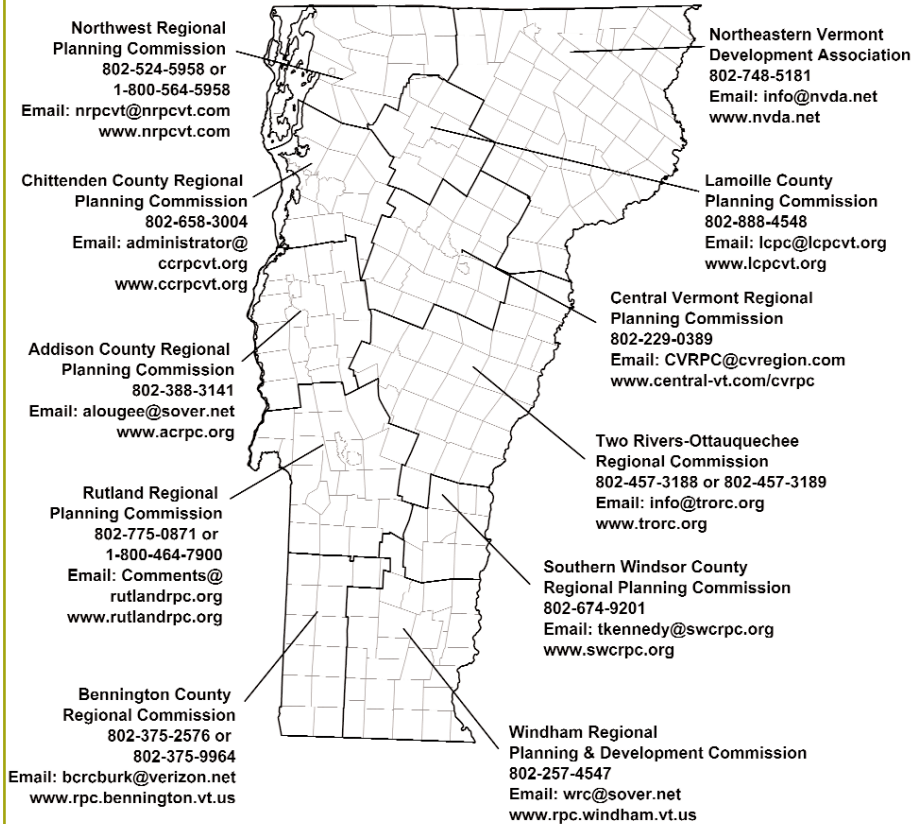 Northwest Regional
Planning Commission
802-524-5958 or
1-800-564-5958
Email: nrpcvt@nrpcvt.com
www.nrpcvt.com
Chittenden County Regional
Planning Commission
802-658-3004
Email: administrator@
ccrpcvt.org
www.ccrpcvt.org
Addison County Regional
Planning Commission
802-388-3141
Email: alougee@sover.net
www.acrpc.org
Rutland Regional
Planning Commission
802-775-0871 or
1-800-464-7900
Email: Comments@
rutlandrpc.org
www.rutlandrpc.org
Bennington County
Regional Commission
802-375-2576 or
802-375-9964
Email: bcrcburk@verizon.net
www.rpc.bennington.vt.us
Northeastern Vermont
Development Association
802-748-5181
Email: info@nvda.net
www.nvda.net
Lamoille County
Planning Commission
802-888-4548
Email: lcpc@lcpcvt.org
www.lcpcvt.org
Central Vermont Regional
Planning Commission
802-229-0389
Email: CVRPC@cvregion.com
www.central-vt.com/cvrpc
Two Rivers-Ottauquechee
Regional Commission
802-457-3188 or 802-457-3189
Email: info@trorc.org
www.trorc.org
Southern Windsor County
Regional Planning Commission
802-674-9201
Email: tkennedy@swcrpc.org
www.swcrpc.org
Windham Regional
Planning & Development Commission
802-257-4547
Email: wrc@sover.net
www.rpc.windham.vt.us